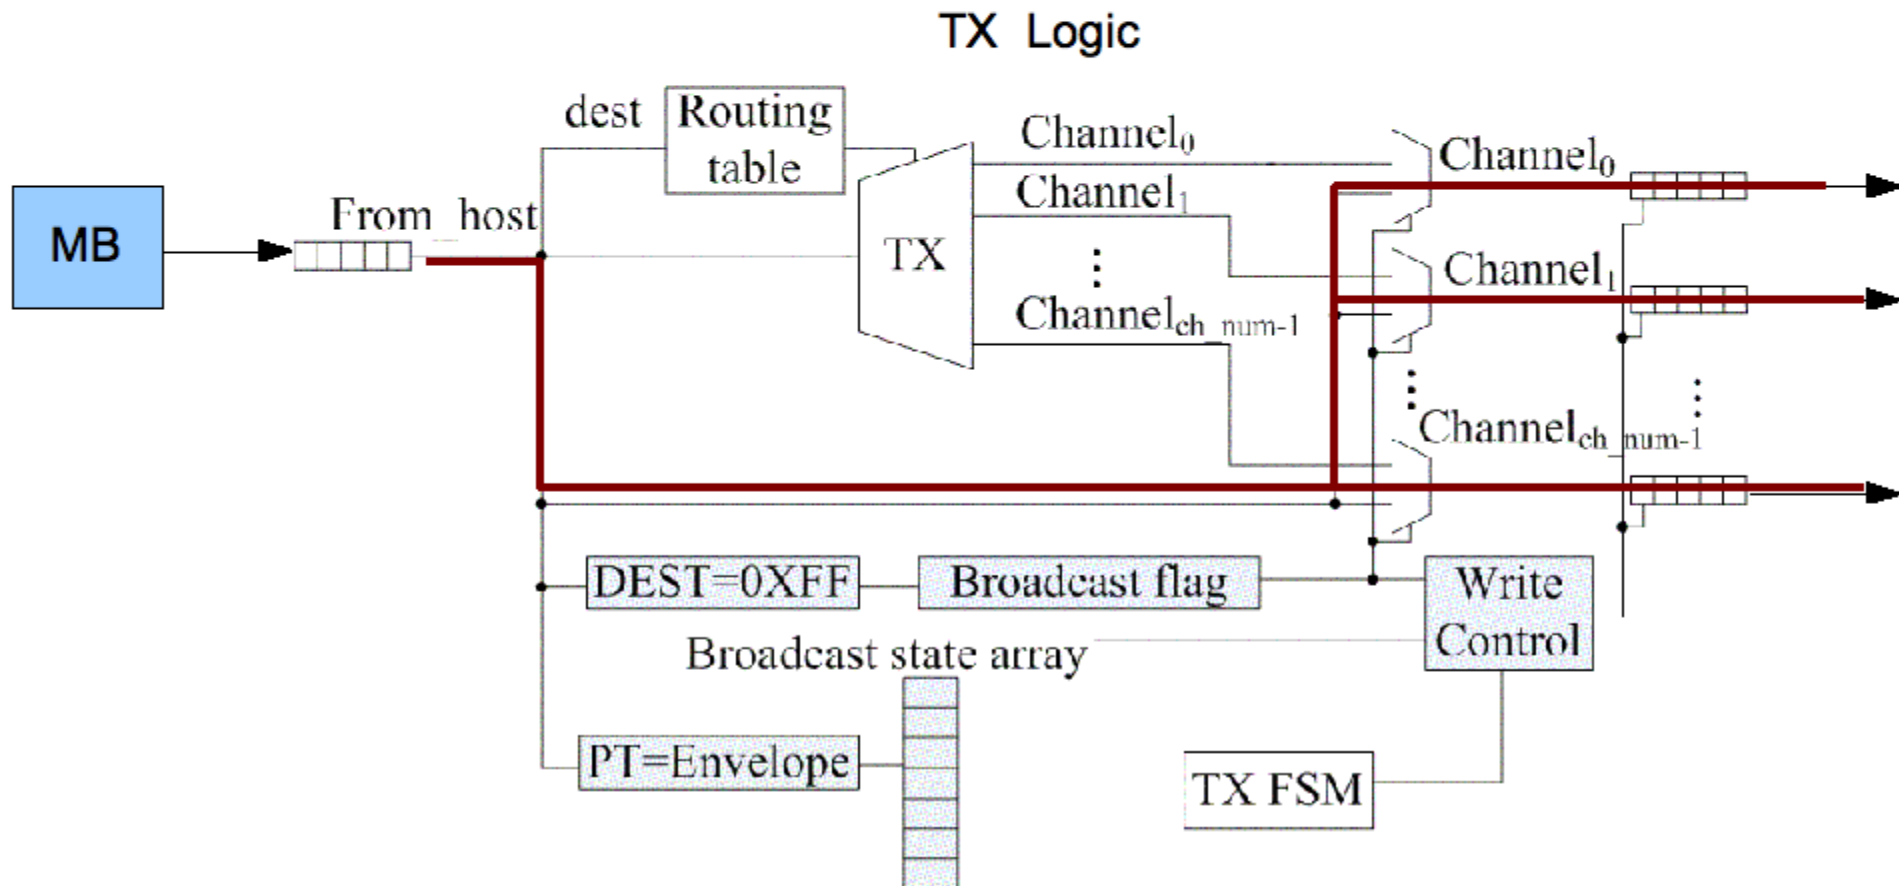 TX Logic
dest
Routing
table
Channel0
Channel0
MB
From_host
Channel1
TX
Channel1
Channelch_num-1
Channelch_num-1
DEST=0XFF
Broadcast flag
Write
Control
Broadcast state array
PT=Envelope
TX FSM